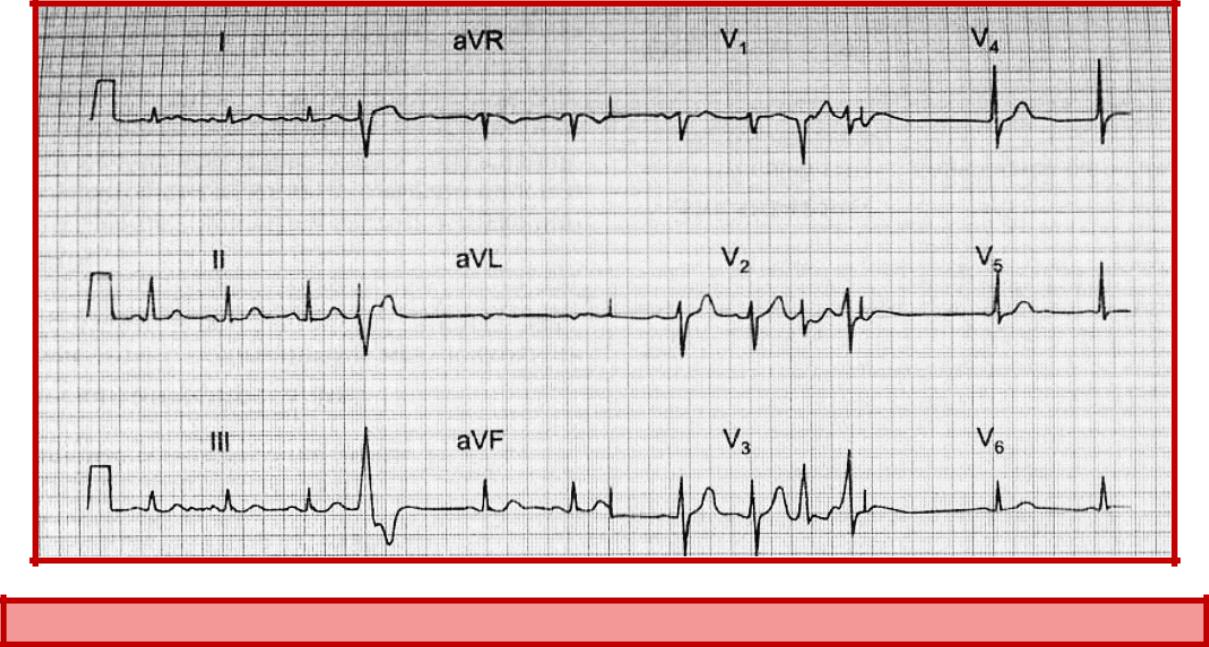 I aVR V₁ V₄
II aVL V₂ V₅
III aVF V₃ V₆